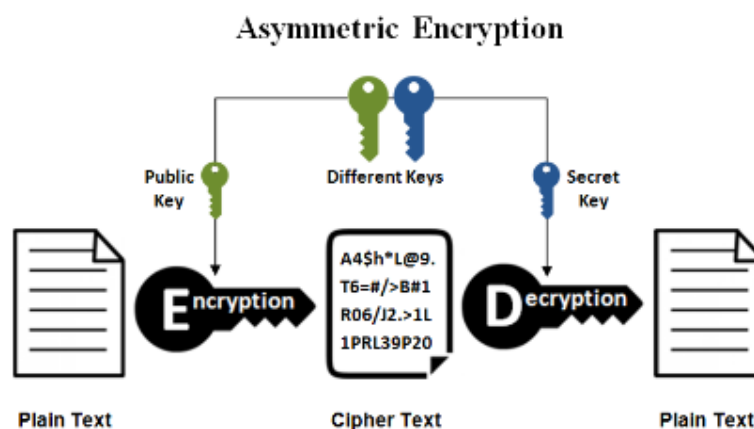 Asymmetric Encryption
Public
Key
Different Keys
Secret
Key
A4$h*L@9.
T6=#/>B#1
R06/J2.>1L
1PRL39P20
Encryption
Decryption
Plain Text
Cipher Text
Plain Text